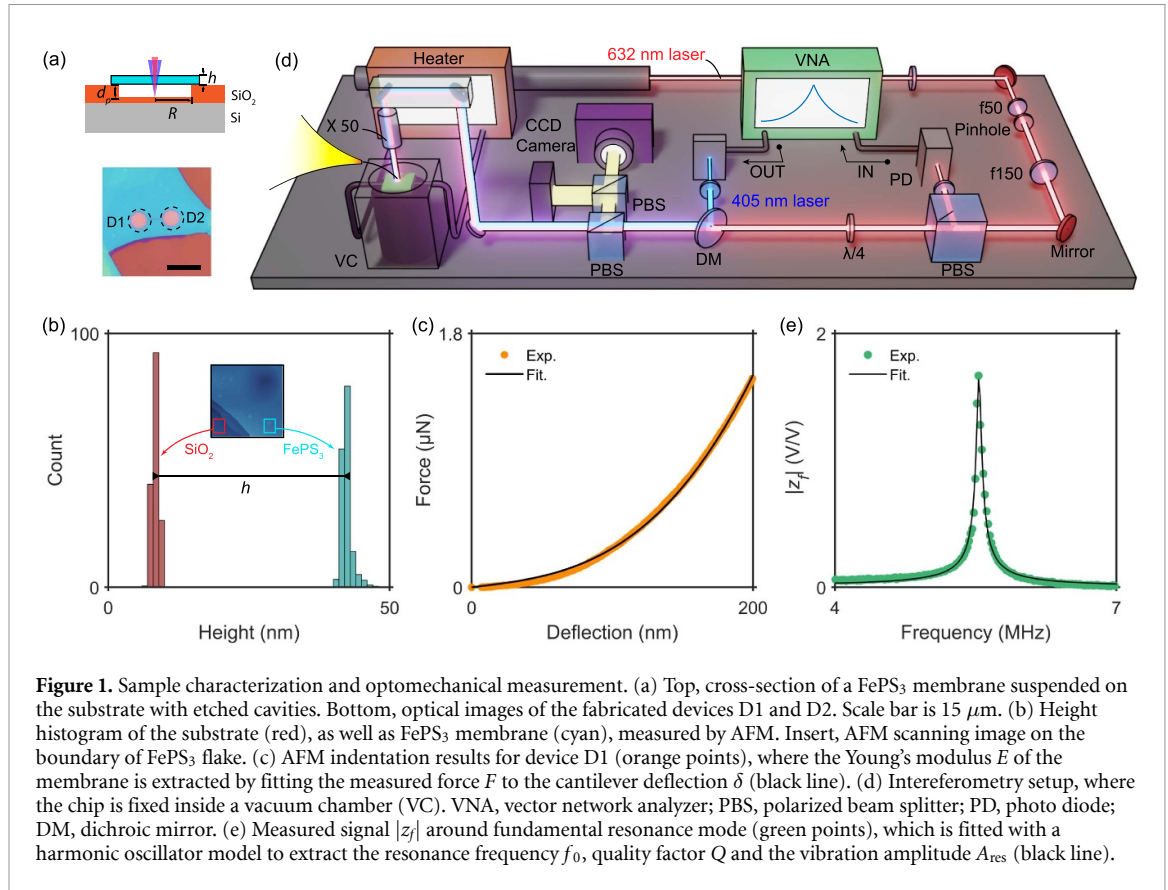 (a)
h
d_p
R
SiO₂
Si
D1
D2
(d)
Heater
632 nm laser
VNA
X 50
CCD
Camera
f50
Pinhole
OUT
IN
PD
f150
PBS
405 nm laser
VC
PBS
DM
λ/4
PBS
Mirror
(b)
100
Count
0
SiO₂
FePS₃
h
0
50
Height (nm)
(c)
1.8
Exp.
Fit.
Force (μN)
0
0
200
Deflection (nm)
(e)
2
Exp.
Fit.
|z_f| (V/V)
0
4
7
Frequency (MHz)
Figure 1. Sample characterization and optomechanical measurement. (a) Top, cross-section of a FePS₃ membrane suspended on
the substrate with etched cavities. Bottom, optical images of the fabricated devices D1 and D2. Scale bar is 15 μm. (b) Height
histogram of the substrate (red), as well as FePS₃ membrane (cyan), measured by AFM. Insert, AFM scanning image on the
boundary of FePS₃ flake. (c) AFM indentation results for device D1 (orange points), where the Young's modulus E of the
membrane is extracted by fitting the measured force F to the cantilever deflection δ (black line). (d) Intereferometry setup, where
the chip is fixed inside a vacuum chamber (VC). VNA, vector network analyzer; PBS, polarized beam splitter; PD, photo diode;
DM, dichroic mirror. (e) Measured signal |z_f| around fundamental resonance mode (green points), which is fitted with a
harmonic oscillator model to extract the resonance frequency f₀, quality factor Q and the vibration amplitude A_res (black line).